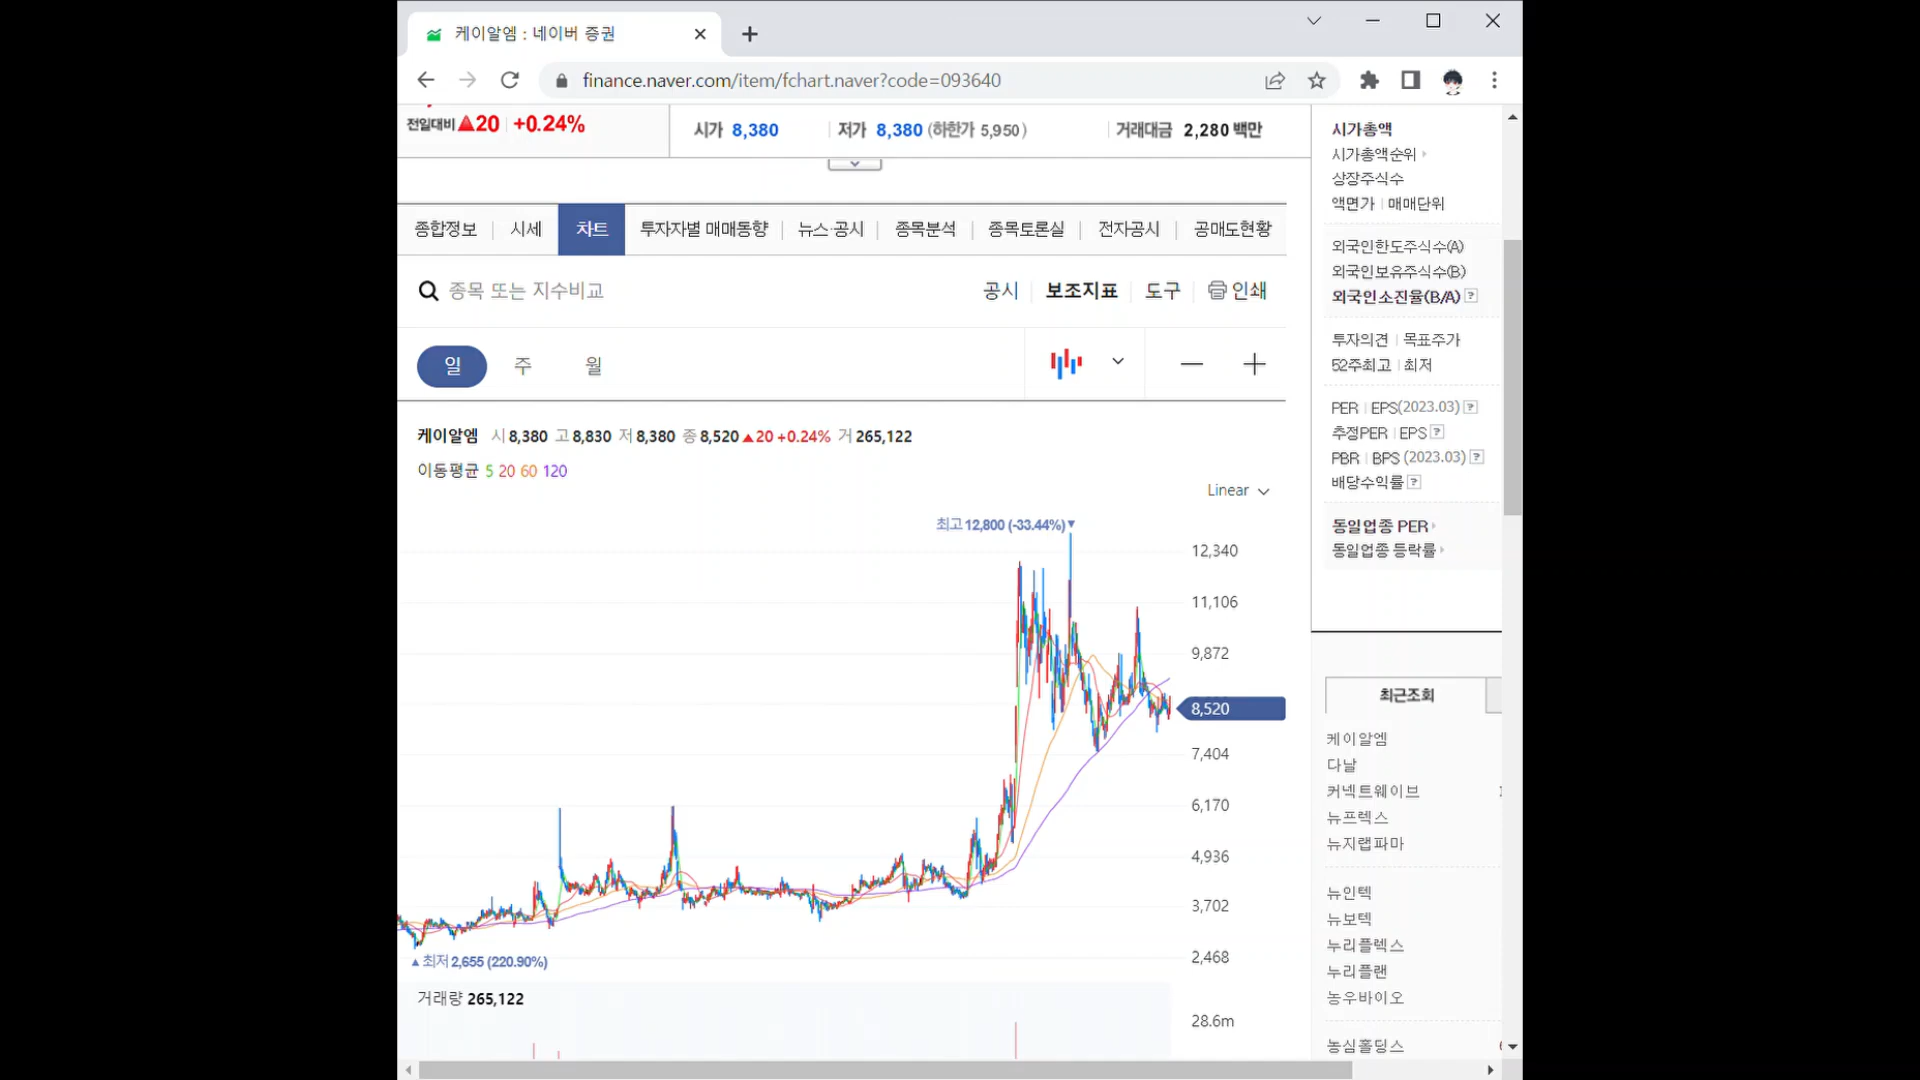 케이알엠 : 네이버 증권
finance.naver.com/item/fchart.naver?code=093640
전일대비 ▲20 +0.24%
시가 8,380
저가 8,380 (하한가 5,950)
거래대금 2,280 백만
종합정보 시세 차트 투자자별 매매동향 뉴스·공시 종목분석 종목토론실 전자공시 공매도현황
종목 또는 지수비교
공시 보조지표 도구 인쇄
일 주 월
케이알엠 시 8,380 고 8,830 저 8,380 종 8,520 ▲20 +0.24% 거 265,122
이동평균 5 20 60 120
Linear
최고 12,800 (-33.44%)▼
12,340
11,106
9,872
8,520
7,404
6,170
4,936
3,702
2,468
▲최저 2,655 (220.90%)
거래량 265,122
28.6m
시가총액
시가총액순위
상장주식수
액면가 | 매매단위
외국인한도주식수(A)
외국인보유주식수(B)
외국인소진율(B/A) ?
투자의견 | 목표주가
52주최고 | 최저
PER | EPS(2023.03) ?
추정PER | EPS ?
PBR | BPS (2023.03) ?
배당수익률 ?
동일업종 PER
동일업종 등락률
최근조회
케이알엠
다날
커넥트웨이브
뉴프렉스
뉴지랩파마
뉴인텍
뉴보텍
누리플렉스
누리플랜
농우바이오
농심홀딩스